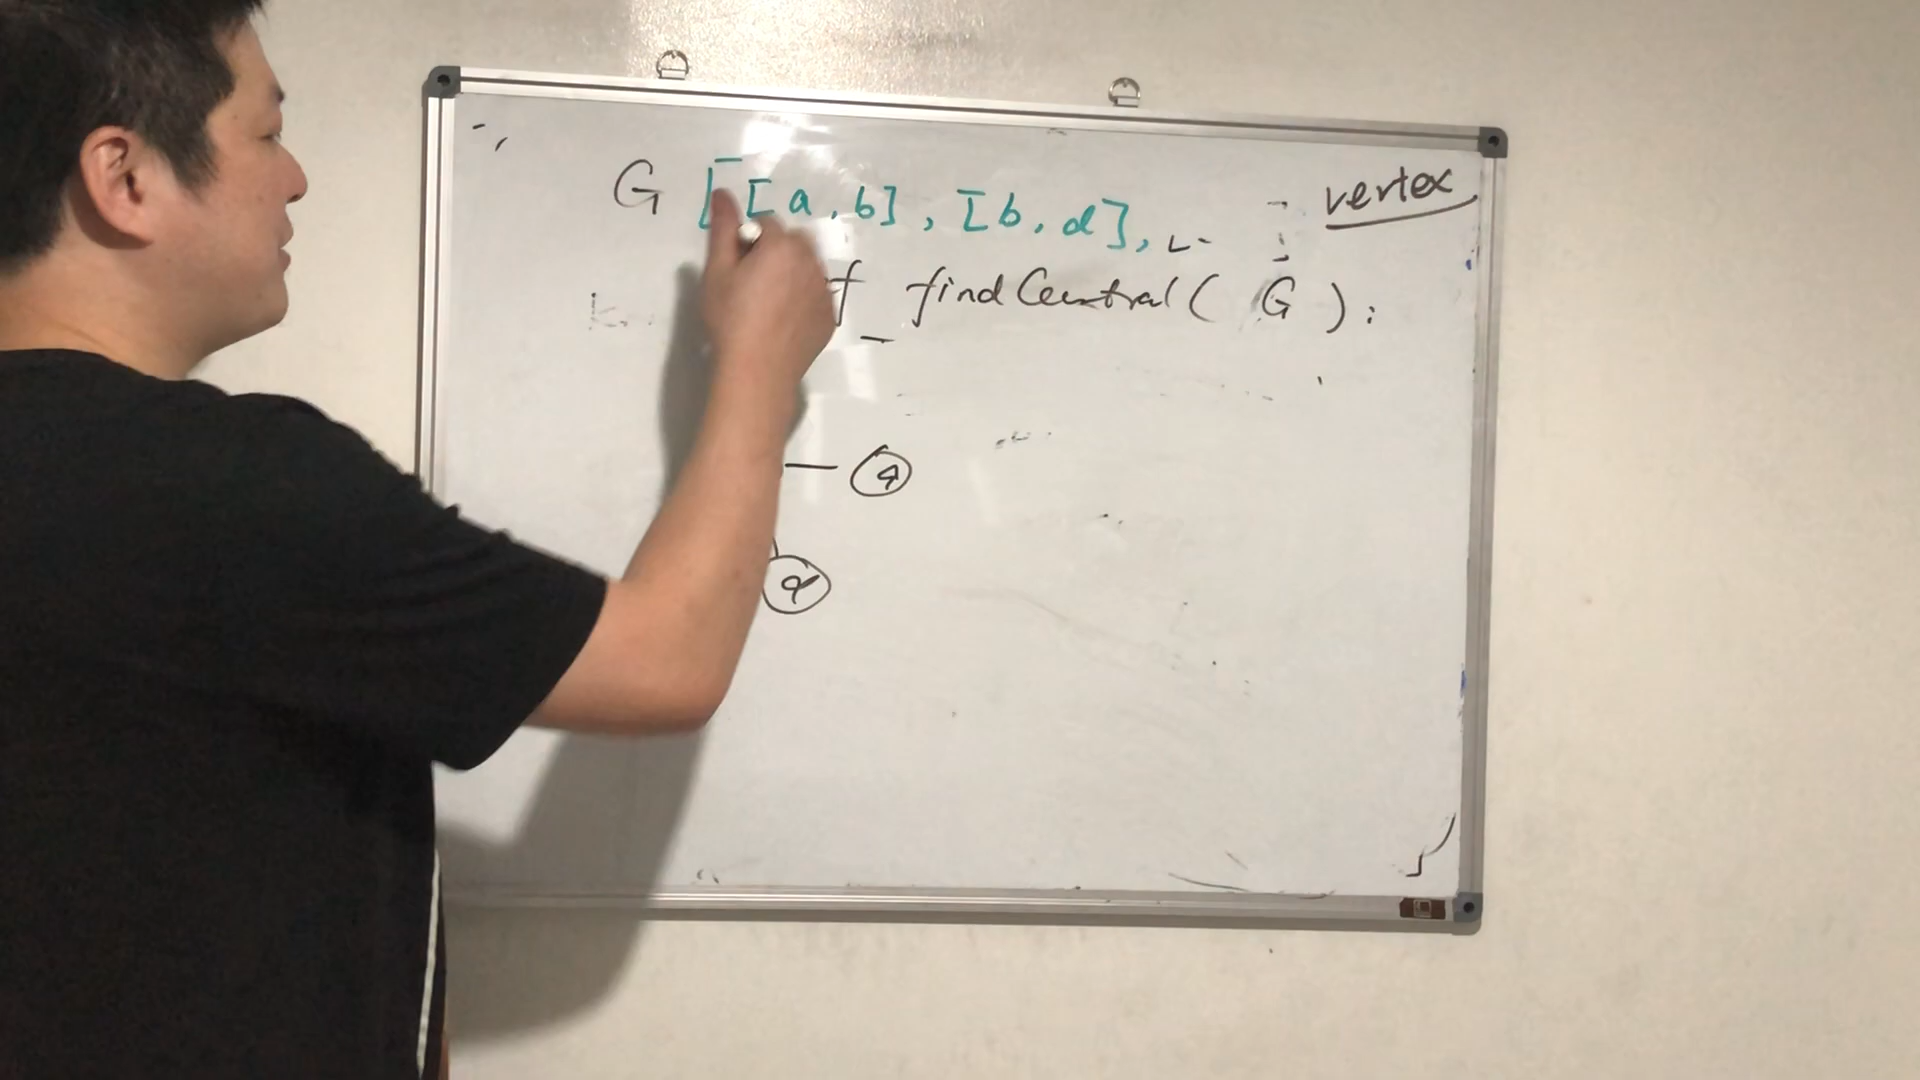 G [[a, b], [b, d],
vertex
f findCentral( G ):